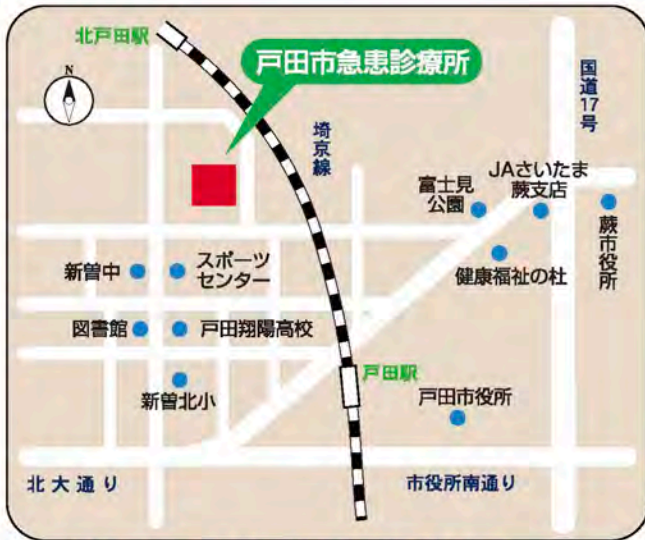 北戸田駅
N
戸田市急患診療所
埼京線
国道17号
富士見
公園
JAさいたま
蕨支店
蕨市役所
健康福祉の杜
新曽中
スポーツ
センター
図書館
戸田翔陽高校
新曽北小
戸田駅
戸田市役所
北大通り
市役所南通り